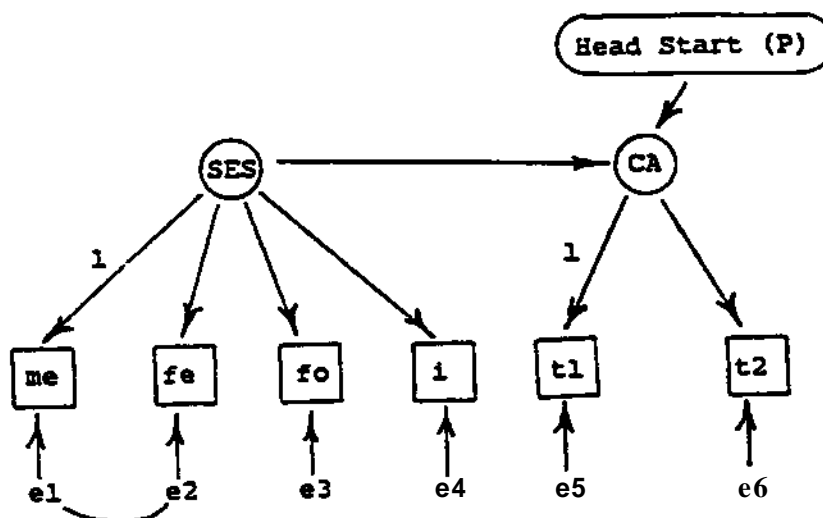 Head Start (P)
SES CA
1 1
me fe fo i t1 t2
e1 e2 e3 e4 e5 e6